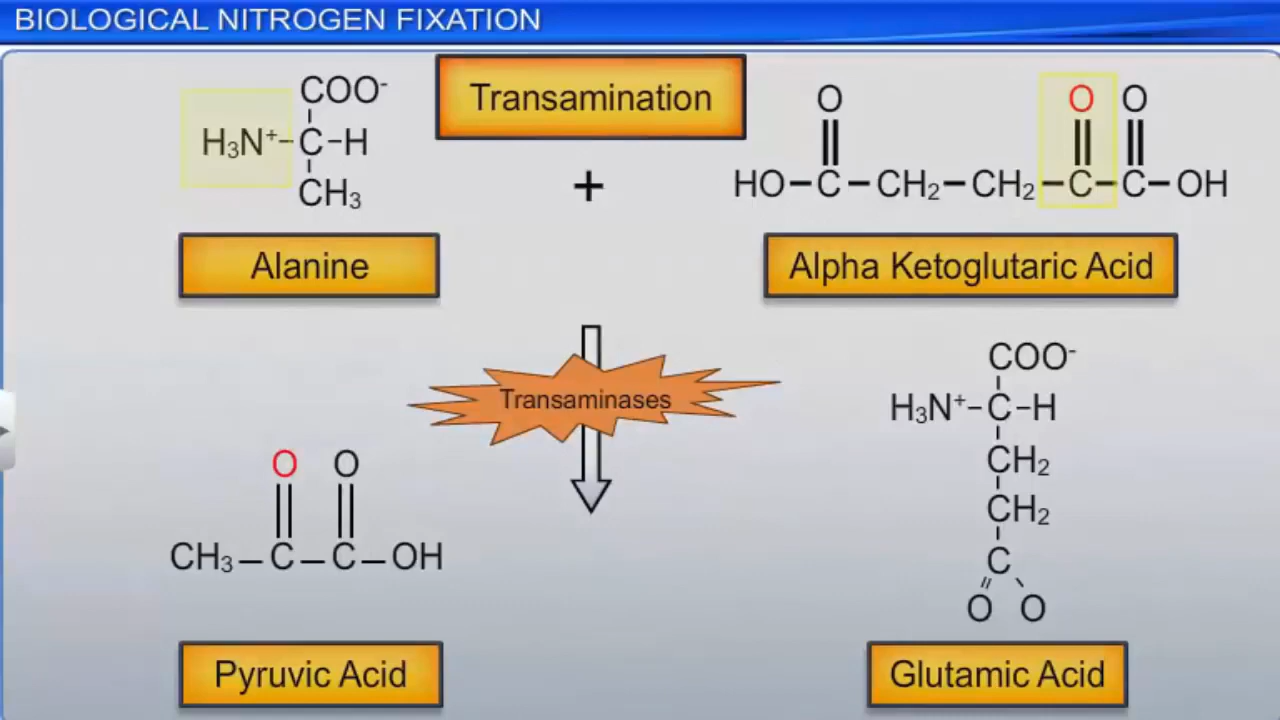 BIOLOGICAL NITROGEN FIXATION
Transamination
COO⁻
H₃N⁺–C–H
CH₃
Alanine
+
O O O
HO–C–CH₂–CH₂–C–C–OH
Alpha Ketoglutaric Acid
Transaminases
O O
CH₃–C–C–OH
Pyruvic Acid
COO⁻
H₃N⁺–C–H
CH₂
CH₂
C
O O
Glutamic Acid